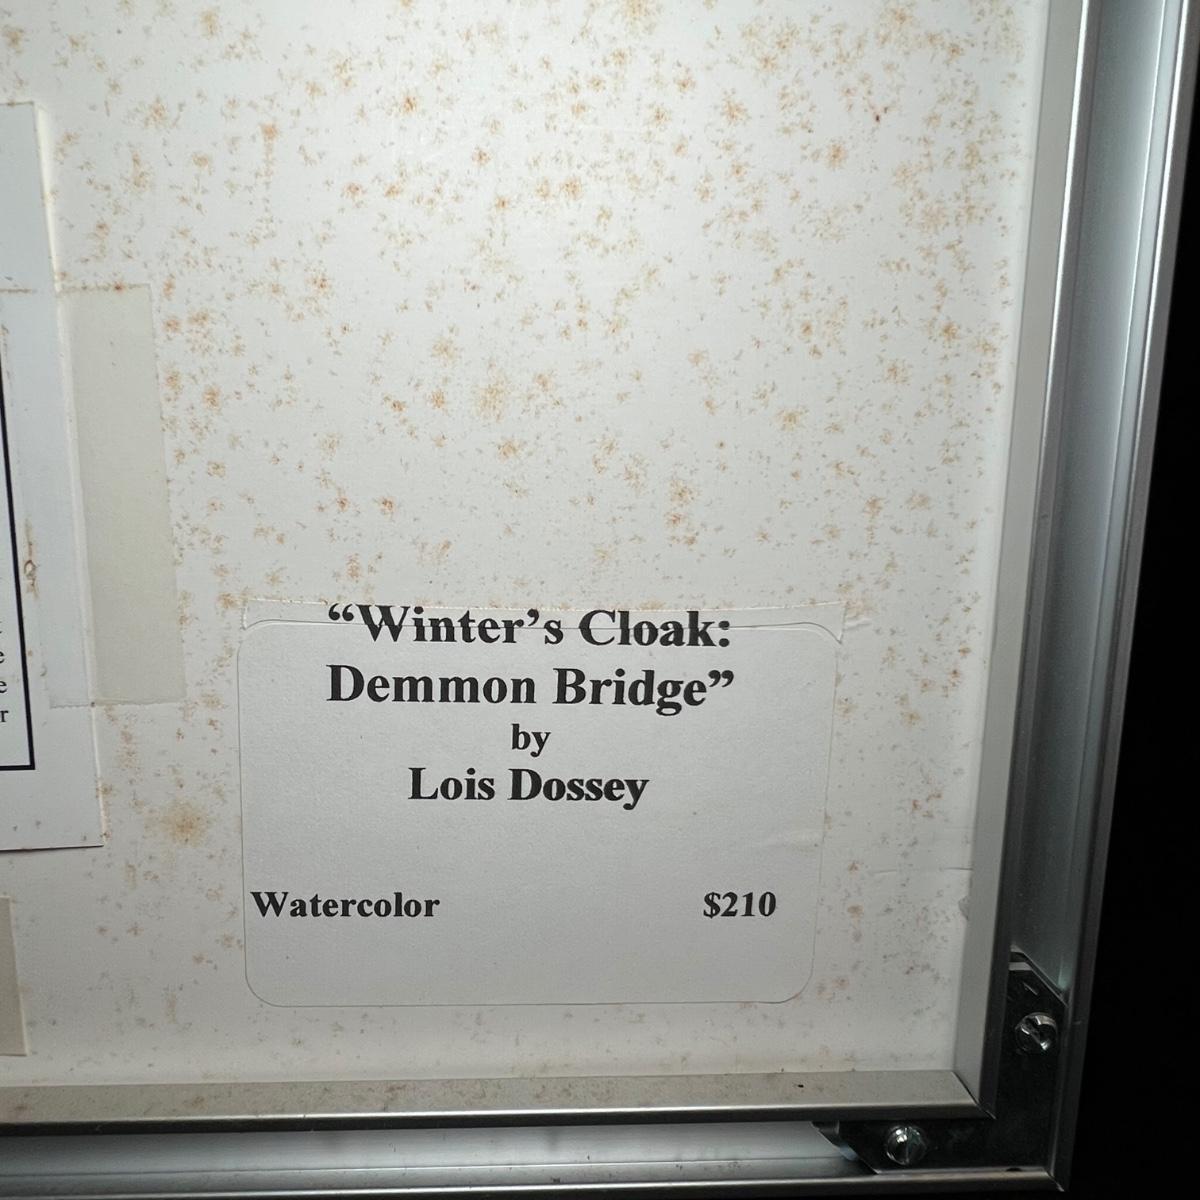 “Winter’s Cloak:
Demmon Bridge”
by
Lois Dossey
Watercolor $210